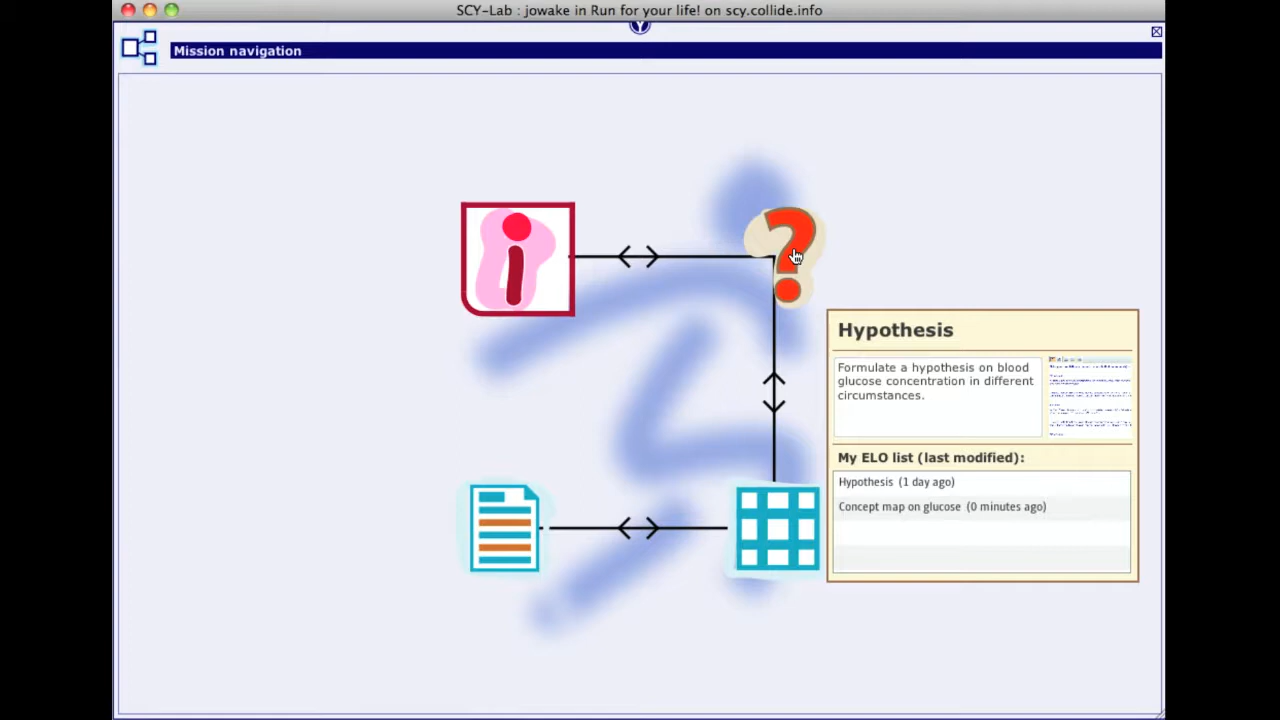 SCY-Lab : jowake in Run for your life! on scy.collide.info
Y
Mission navigation
i
?
Hypothesis
Formulate a hypothesis on blood
glucose concentration in different
circumstances.
My ELO list (last modified):
Hypothesis (1 day ago)
Concept map on glucose (0 minutes ago)